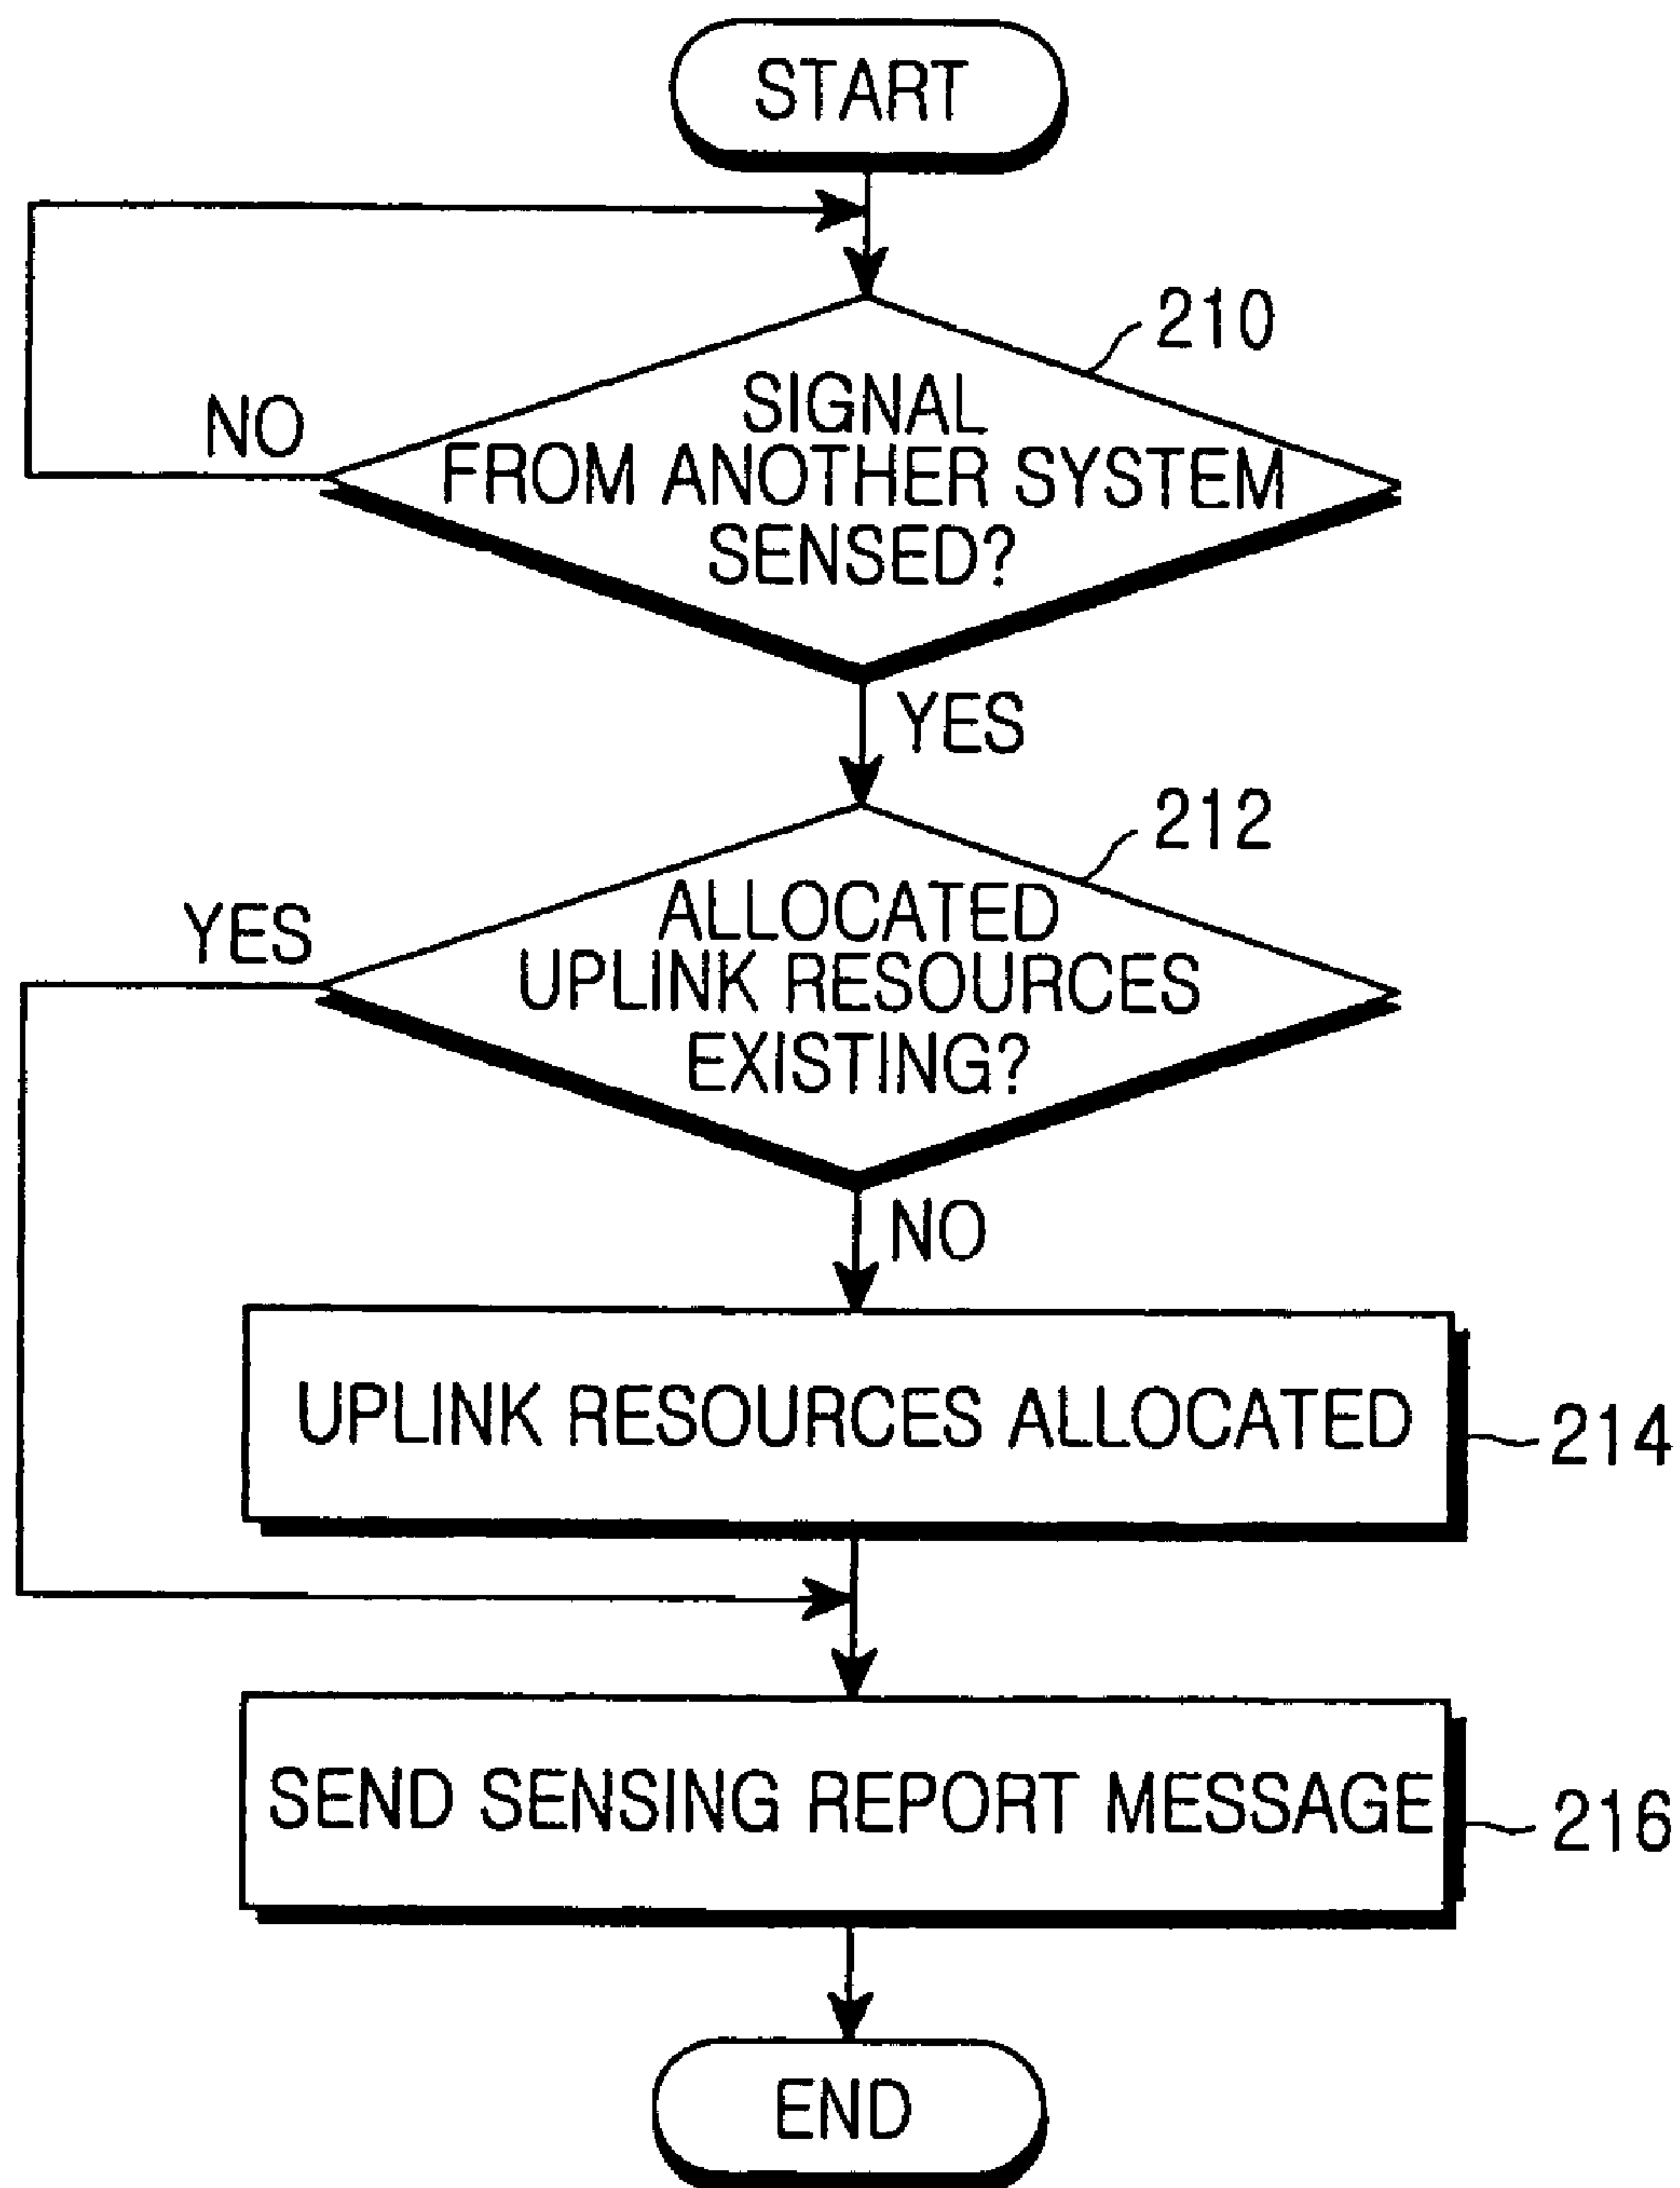 START
210
SIGNAL
NO
FROM ANOTHER SYSTEM
SENSED?
YES
212
ALLOCATED
YES
UPLINK RESOURCES
EXISTING?
NO
UPLINK RESOURCES ALLOCATED
214
SEND SENSING REPORT MESSAGE
216
END